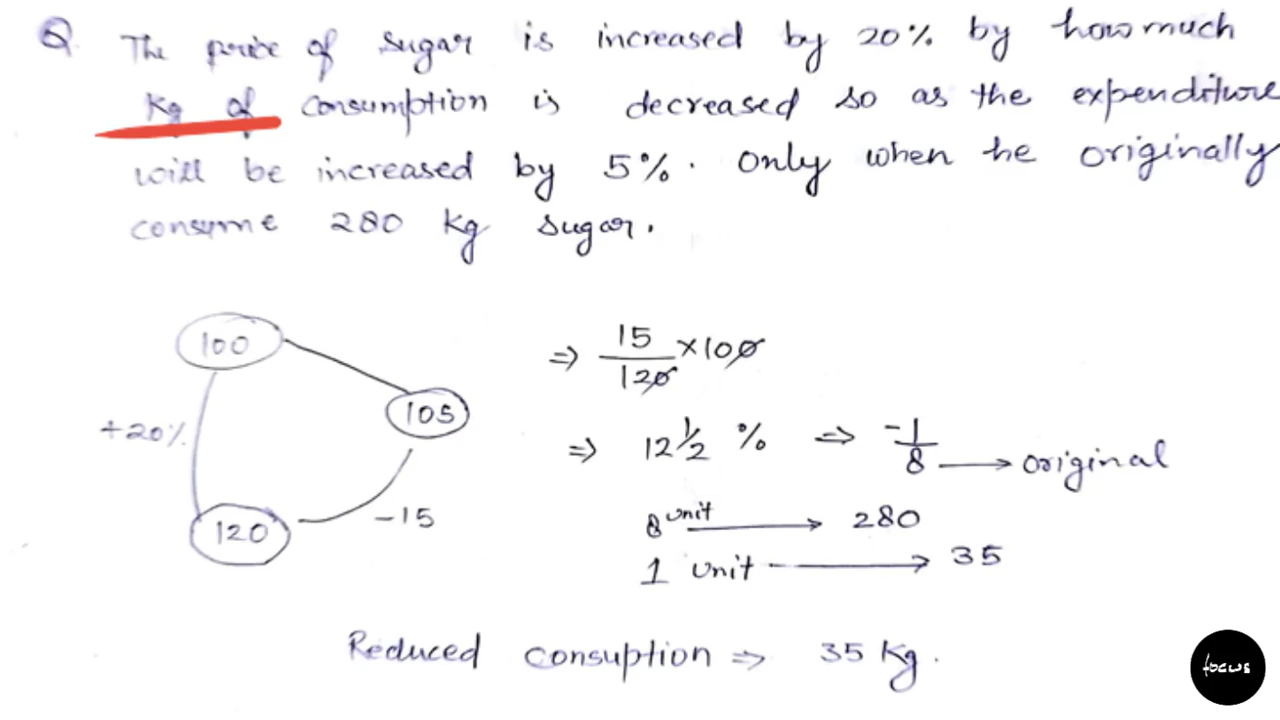 Q. The price of sugar is increased by 20% by how much
Kg of consumption is decreased so as the expenditure
will be increased by 5%. only when he originally
consume 280 Kg sugar.
100
105
+20%
120
-15
⇒ 15/120 × 100
⇒ 12 1/2 % ⇒ -1/8 → original
8 unit → 280
1 unit → 35
Reduced consuption ⇒ 35 Kg.
focus